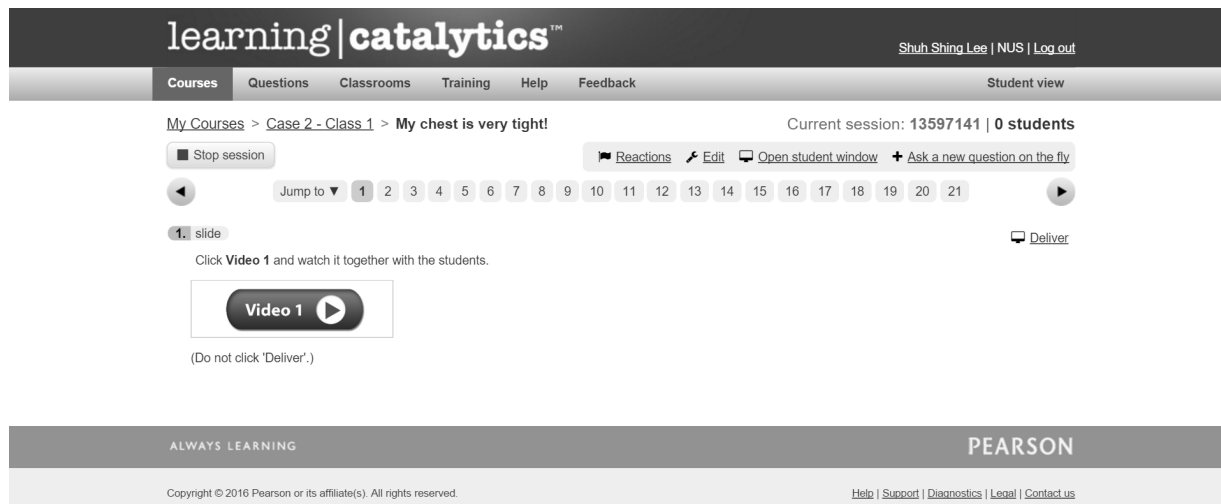 learning|catalytics™
Shuh Shing Lee | NUS | Log out
Courses Questions Classrooms Training Help Feedback Student view
My Courses > Case 2 - Class 1 > My chest is very tight! Current session: 13597141 | 0 students
Stop session Reactions Edit Open student window + Ask a new question on the fly
Jump to ▼ 1 2 3 4 5 6 7 8 9 10 11 12 13 14 15 16 17 18 19 20 21
1. slide Deliver
Click Video 1 and watch it together with the students.
Video 1
(Do not click 'Deliver'.)
ALWAYS LEARNING PEARSON
Copyright © 2016 Pearson or its affiliate(s). All rights reserved. Help | Support | Diagnostics | Legal | Contact us